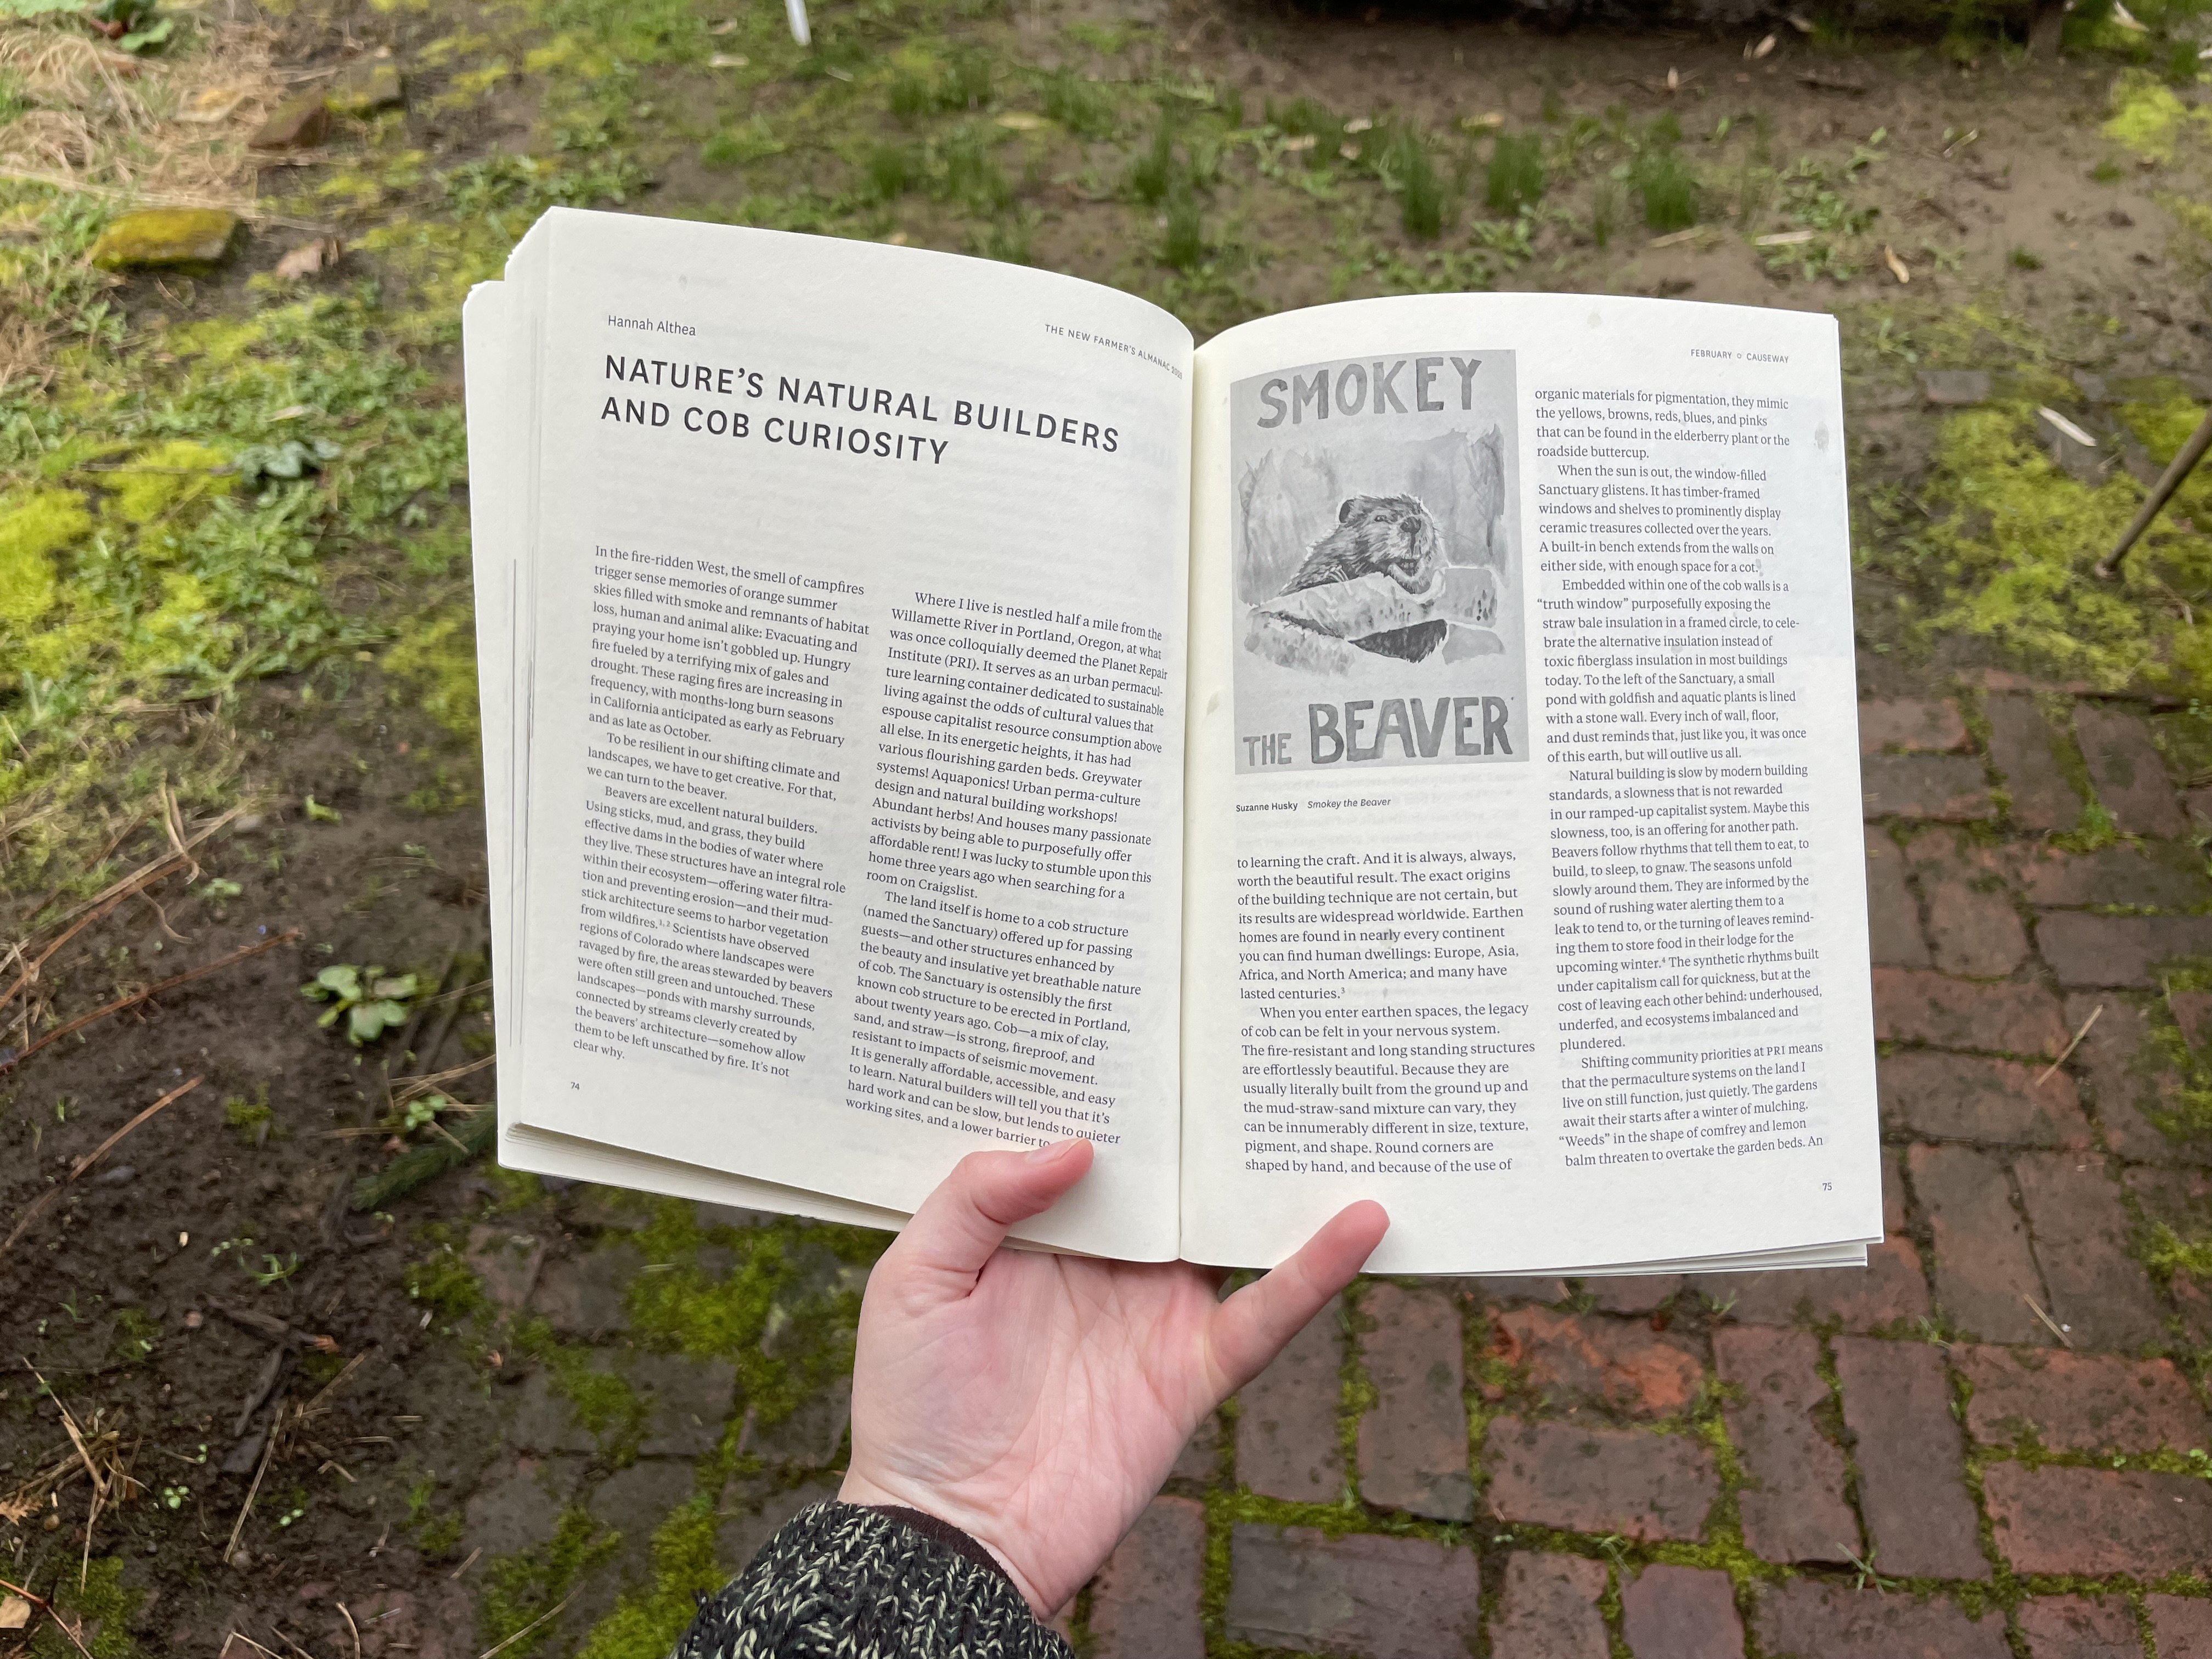 Hannah Althea
THE NEW FARMER'S ALMANAC
NATURE'S NATURAL BUILDERS
AND COB CURIOSITY
In the fire-ridden West, the smell of campfires
trigger sense memories of orange summer
skies filled with smoke and remnants of habitat
loss, human and animal alike: Evacuating and
praying your home isn't gobbled up. Hungry
fire fueled by a terrifying mix of gales and
drought. These raging fires are increasing in
frequency, with months-long burn seasons
in California anticipated as early as February
and as late as October.
To be resilient in our shifting climate and
landscapes, we have to get creative. For that,
we can turn to the beaver.
Beavers are excellent natural builders.
Using sticks, mud, and grass, they build
effective dams in the bodies of water where
they live. These structures have an integral role
within their ecosystem—offering water filtra-
tion and preventing erosion—and their mud-
stick architecture seems to harbor vegetation
from wildfires.¹,² Scientists have observed
regions of Colorado where landscapes were
ravaged by fire, the areas stewarded by beavers
were often still green and untouched. These
landscapes—ponds with marshy surrounds,
connected by streams cleverly created by
the beavers' architecture—somehow allow
them to be left unscathed by fire. It's not
clear why.
74
Where I live is nestled half a mile from the
Willamette River in Portland, Oregon, at what
was once colloquially deemed the Planet Repair
Institute (PRI). It serves as an urban permacul-
ture learning container dedicated to sustainable
living against the odds of cultural values that
espouse capitalist resource consumption above
all else. In its energetic heights, it has had
various flourishing garden beds. Greywater
systems! Aquaponics! Urban perma-culture
design and natural building workshops!
Abundant herbs! And houses many passionate
activists by being able to purposefully offer
affordable rent! I was lucky to stumble upon this
home three years ago when searching for a
room on Craigslist.
The land itself is home to a cob structure
(named the Sanctuary) offered up for passing
guests—and other structures enhanced by
the beauty and insulative yet breathable nature
of cob. The Sanctuary is ostensibly the first
known cob structure to be erected in Portland,
about twenty years ago. Cob—a mix of clay,
sand, and straw—is strong, fireproof, and
resistant to impacts of seismic movement.
It is generally affordable, accessible, and easy
to learn. Natural builders will tell you that it's
hard work and can be slow, but lends to quieter
working sites, and a lower barrier to
FEBRUARY ○ CAUSEWAY
SMOKEY
THE BEAVER
Suzanne Husky Smokey the Beaver
to learning the craft. And it is always, always,
worth the beautiful result. The exact origins
of the building technique are not certain, but
its results are widespread worldwide. Earthen
homes are found in nearly every continent
you can find human dwellings: Europe, Asia,
Africa, and North America; and many have
lasted centuries.³
When you enter earthen spaces, the legacy
of cob can be felt in your nervous system.
The fire-resistant and long standing structures
are effortlessly beautiful. Because they are
usually literally built from the ground up and
the mud-straw-sand mixture can vary, they
can be innumerably different in size, texture,
pigment, and shape. Round corners are
shaped by hand, and because of the use of
organic materials for pigmentation, they mimic
the yellows, browns, reds, blues, and pinks
that can be found in the elderberry plant or the
roadside buttercup.
When the sun is out, the window-filled
Sanctuary glistens. It has timber-framed
windows and shelves to prominently display
ceramic treasures collected over the years.
A built-in bench extends from the walls on
either side, with enough space for a cot.
Embedded within one of the cob walls is a
"truth window" purposefully exposing the
straw bale insulation in a framed circle, to cele-
brate the alternative insulation instead of
toxic fiberglass insulation in most buildings
today. To the left of the Sanctuary, a small
pond with goldfish and aquatic plants is lined
with a stone wall. Every inch of wall, floor,
and dust reminds that, just like you, it was once
of this earth, but will outlive us all.
Natural building is slow by modern building
standards, a slowness that is not rewarded
in our ramped-up capitalist system. Maybe this
slowness, too, is an offering for another path.
Beavers follow rhythms that tell them to eat, to
build, to sleep, to gnaw. The seasons unfold
slowly around them. They are informed by the
sound of rushing water alerting them to a
leak to tend to, or the turning of leaves remind-
ing them to store food in their lodge for the
upcoming winter.⁴ The synthetic rhythms built
under capitalism call for quickness, but at the
cost of leaving each other behind: underhoused,
underfed, and ecosystems imbalanced and
plundered.
Shifting community priorities at PRI means
that the permaculture systems on the land I
live on still function, just quietly. The gardens
await their starts after a winter of mulching.
"Weeds" in the shape of comfrey and lemon
balm threaten to overtake the garden beds. An
75